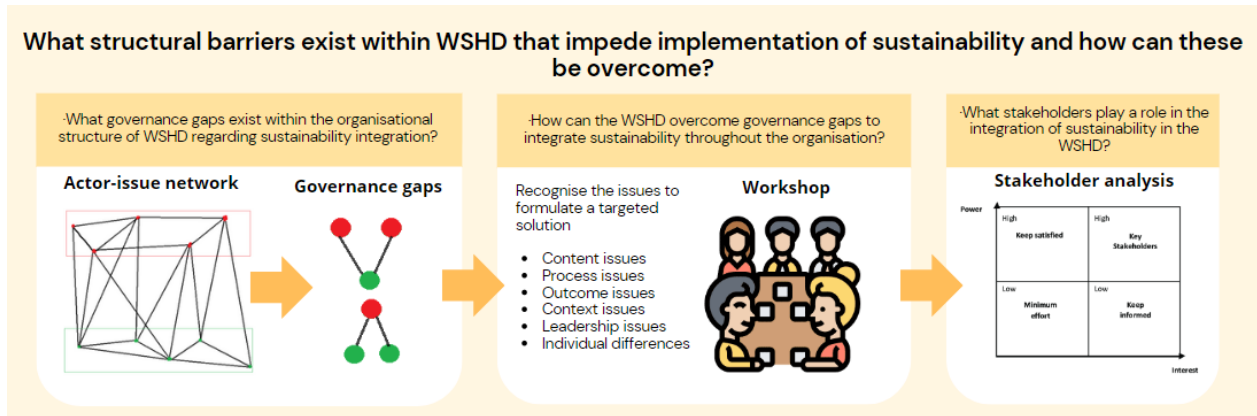 What structural barriers exist within WSHD that impede implementation of sustainability and how can these
be overcome?
·What governance gaps exist within the organisational
structure of WSHD regarding sustainability integration?
Actor-issue network
Governance gaps
·How can the WSHD overcome governance gaps to
integrate sustainability throughout the organisation?
Recognise the issues to
formulate a targeted
solution
• Content issues
• Process issues
• Outcome issues
• Context issues
• Leadership issues
• Individual differences
Workshop
·What stakeholders play a role in the
integration of sustainability in the
WSHD?
Stakeholder analysis
Power
High
Keep satisfied
High
Key
Stakeholders
Low
Minimum
effort
Low
Keep
informed
Interest